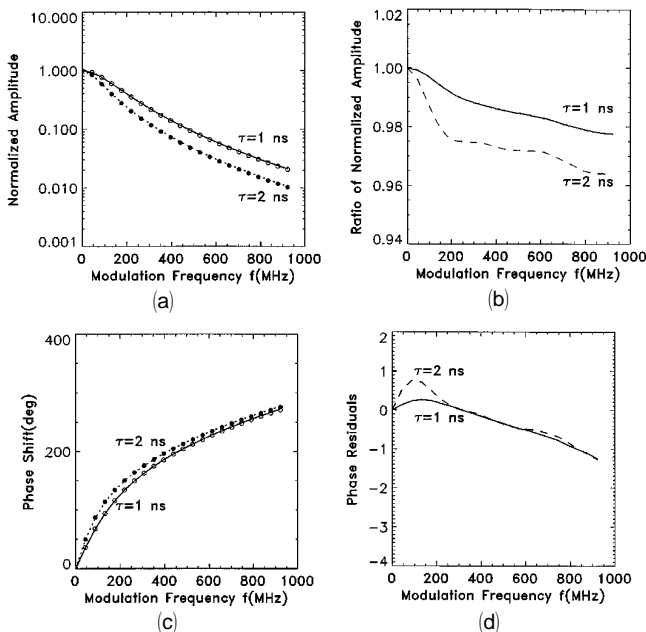 10.000
1.000
0.100
0.010
0.001
Normalized Amplitude
τ=1 ns
τ=2 ns
0 200 400 600 800 1000
Modulation Frequency f(MHz)
(a)
1.02
1.00
0.98
0.96
0.94
Ratio of Normalized Amplitude
τ=1 ns
τ=2 ns
0 200 400 600 800 1000
Modulation Frequency f(MHz)
(b)
400
200
0
Phase Shift(deg)
τ=2 ns
τ=1 ns
0 200 400 600 800 1000
Modulation Frequency f(MHz)
(c)
2
1
0
-1
-2
-3
-4
Phase Residuals
τ=2 ns
τ=1 ns
0 200 400 600 800 1000
Modulation Frequency f(MHz)
(d)